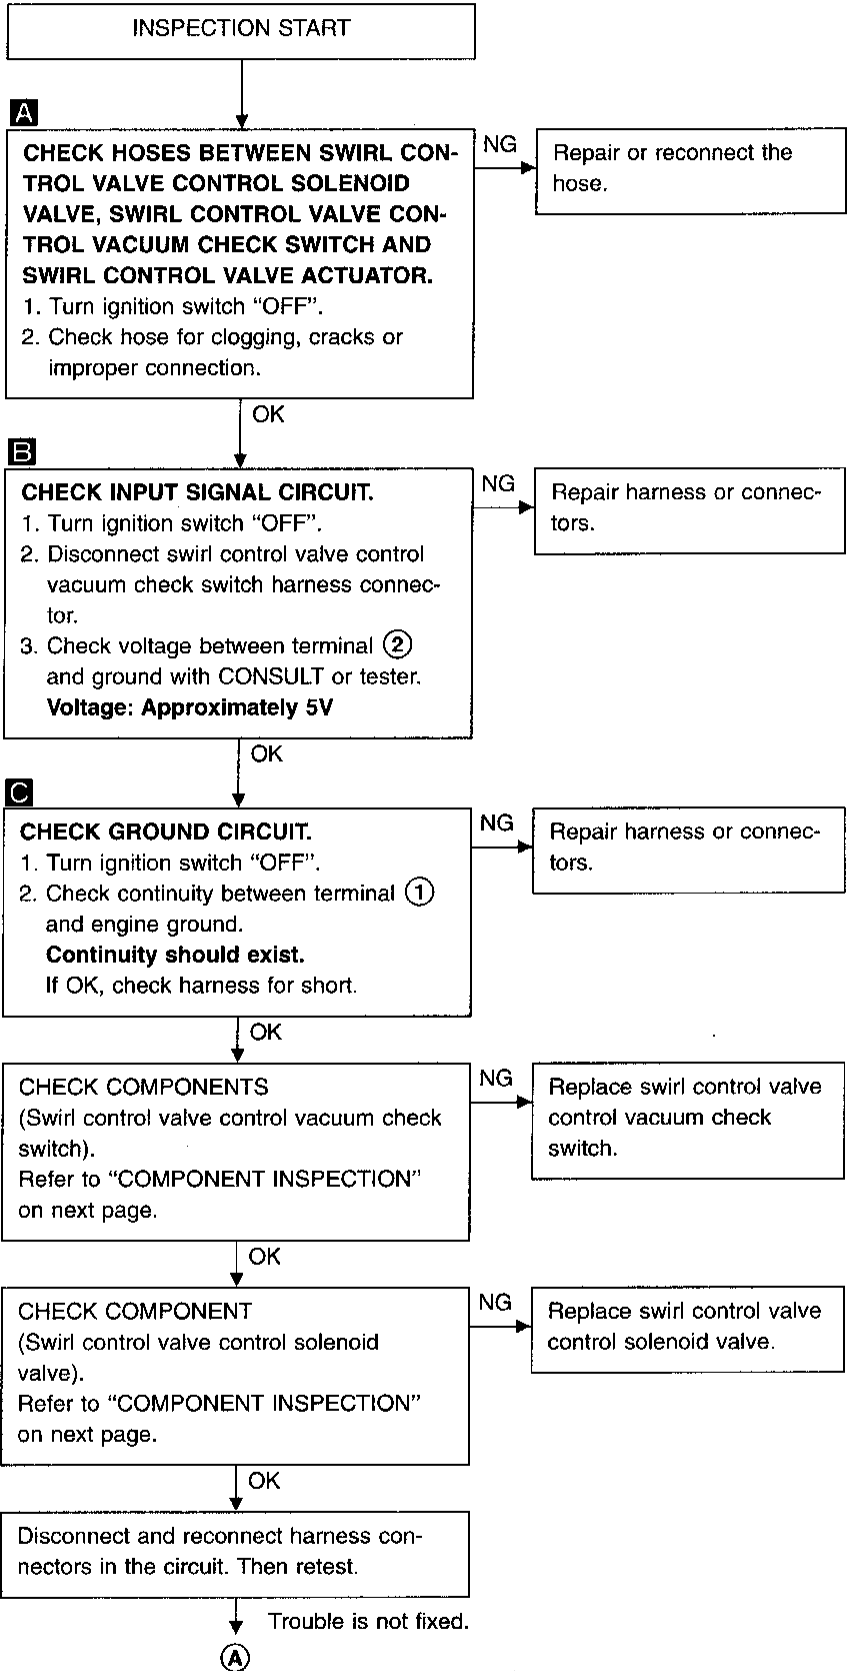 INSPECTION START
A
CHECK HOSES BETWEEN SWIRL CON-
TROL VALVE CONTROL SOLENOID
VALVE, SWIRL CONTROL VALVE CON-
TROL VACUUM CHECK SWITCH AND
SWIRL CONTROL VALVE ACTUATOR.
1. Turn ignition switch “OFF”.
2. Check hose for clogging, cracks or
improper connection.
NG
Repair or reconnect the
hose.
OK
B
CHECK INPUT SIGNAL CIRCUIT.
1. Turn ignition switch “OFF”.
2. Disconnect swirl control valve control
vacuum check switch harness connec-
tor.
3. Check voltage between terminal ②
and ground with CONSULT or tester.
Voltage: Approximately 5V
NG
Repair harness or connec-
tors.
OK
C
CHECK GROUND CIRCUIT.
1. Turn ignition switch “OFF”.
2. Check continuity between terminal ①
and engine ground.
Continuity should exist.
If OK, check harness for short.
NG
Repair harness or connec-
tors.
OK
CHECK COMPONENTS
(Swirl control valve control vacuum check
switch).
Refer to “COMPONENT INSPECTION”
on next page.
NG
Replace swirl control valve
control vacuum check
switch.
OK
CHECK COMPONENT
(Swirl control valve control solenoid
valve).
Refer to “COMPONENT INSPECTION”
on next page.
NG
Replace swirl control valve
control solenoid valve.
OK
Disconnect and reconnect harness con-
nectors in the circuit. Then retest.
Trouble is not fixed.
Ⓐ